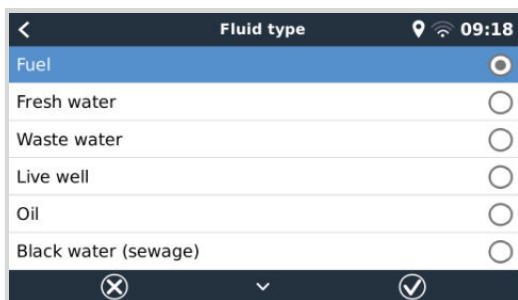 Fluid type 09:18
Fuel
Fresh water
Waste water
Live well
Oil
Black water (sewage)